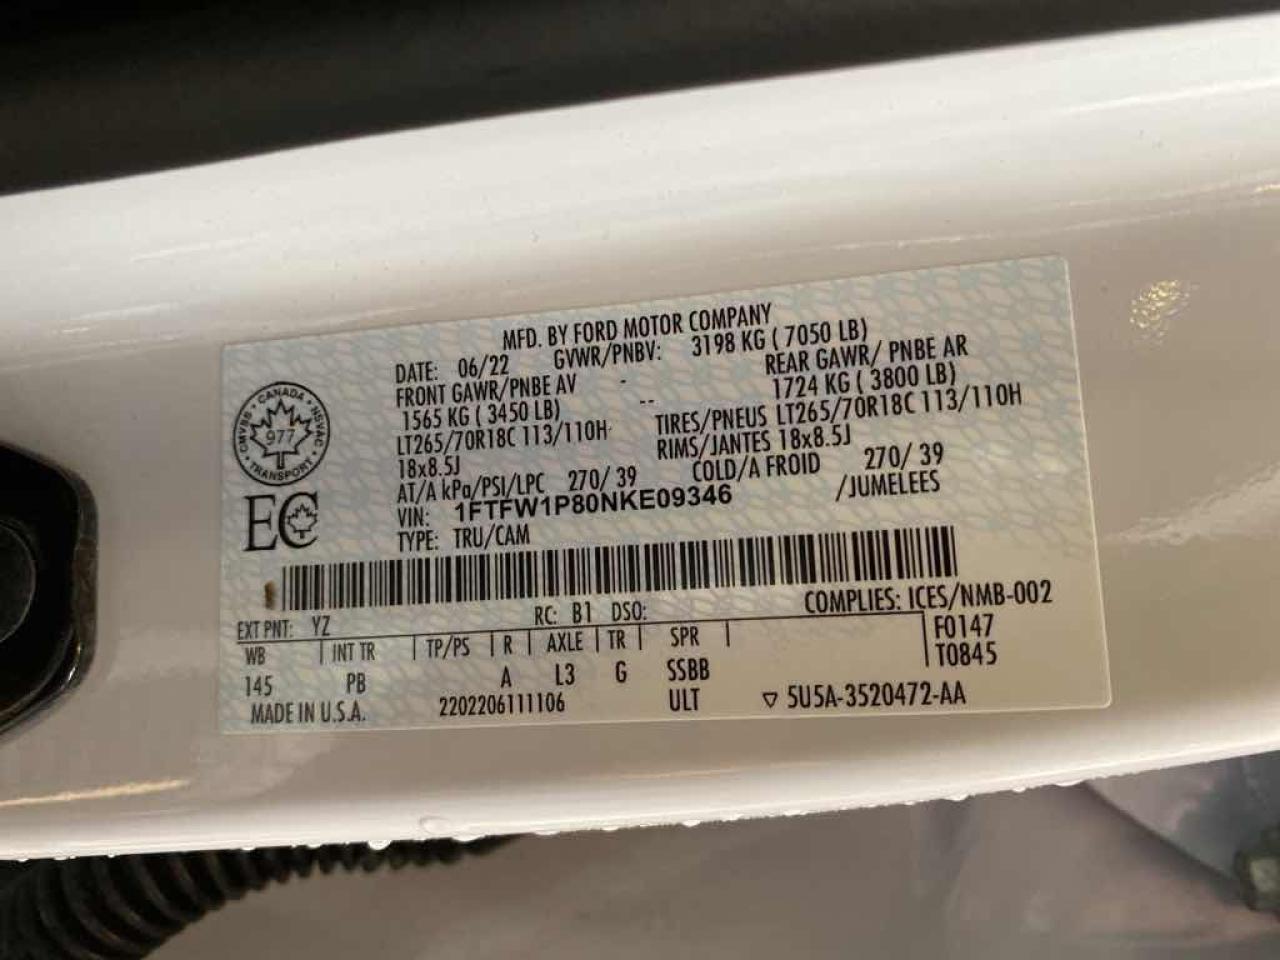 MFD. BY FORD MOTOR COMPANY
DATE: 06/22 GVWR/PNBV: 3198 KG ( 7050 LB)
FRONT GAWR/PNBE AV - REAR GAWR/ PNBE AR
1565 KG ( 3450 LB) -- 1724 KG ( 3800 LB)
LT265/70R18C 113/110H TIRES/PNEUS LT265/70R18C 113/110H
18x8.5J RIMS/JANTES 18x8.5J
AT/A kPa/PSI/LPC 270/ 39 COLD/A FROID 270/ 39
VIN: 1FTFW1P80NKE09346 /JUMELEES
TYPE: TRU/CAM
CMVSS • CANADA • NSVAC • TRANSPORT •
977
EC
COMPLIES: ICES/NMB-002
EXT PNT: YZ RC: B1 DSO: F0147
WB | INT TR | TP/PS | R | AXLE | TR | SPR | T0845
145 PB A L3 G SSBB
MADE IN U.S.A. 2202206111106 ULT ▽ 5U5A-3520472-AA